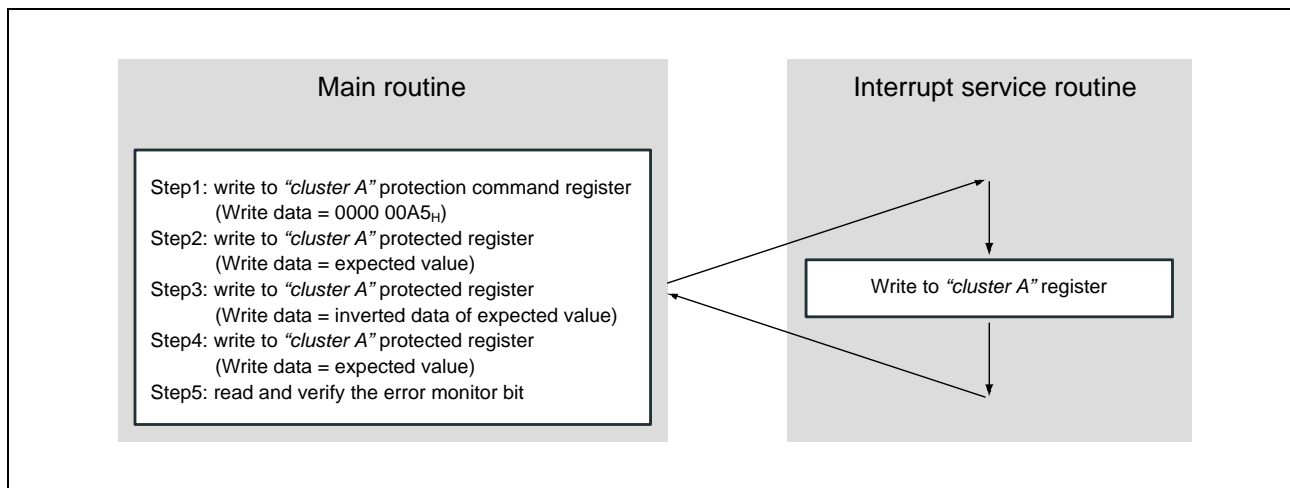 Main routine
Step1: write to “cluster A” protection command register
(Write data = 0000 00A5H)
Step2: write to “cluster A” protected register
(Write data = expected value)
Step3: write to “cluster A” protected register
(Write data = inverted data of expected value)
Step4: write to “cluster A” protected register
(Write data = expected value)
Step5: read and verify the error monitor bit
Interrupt service routine
Write to “cluster A” register